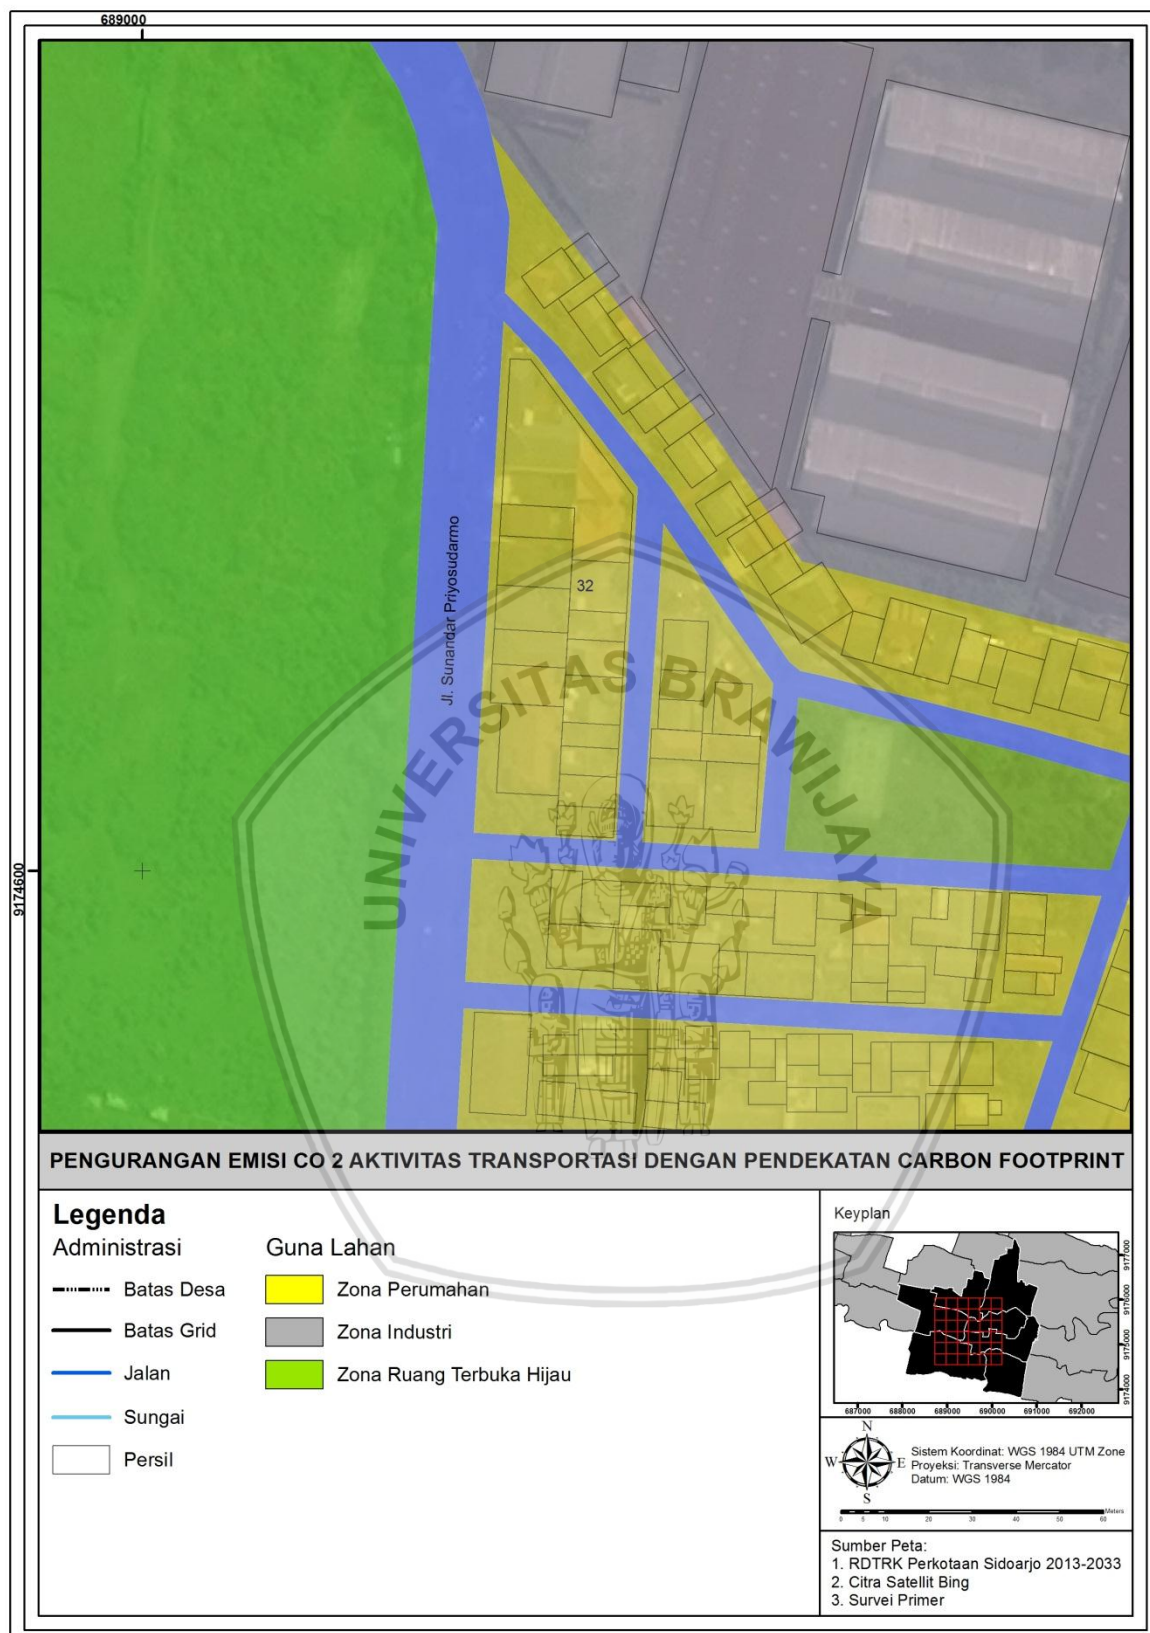 689000
9174600
Jl. Sunandar Priyosudarmo
32
UNIVERSITAS BRAWIJAYA
PENGURANGAN EMISI CO 2 AKTIVITAS TRANSPORTASI DENGAN PENDEKATAN CARBON FOOTPRINT
Legenda
Administrasi
Batas Desa
Batas Grid
Jalan
Sungai
Persil
Guna Lahan
Zona Perumahan
Zona Industri
Zona Ruang Terbuka Hijau
Keyplan
9177000
9176000
9175000
9174000
687000 688000 689000 690000 691000 692000
N
W E
S
Sistem Koordinat: WGS 1984 UTM Zone
Proyeksi: Transverse Mercator
Datum: WGS 1984
Meters
0 5 10 20 30 40 50 60
Sumber Peta:
1. RDTRK Perkotaan Sidoarjo 2013-2033
2. Citra Satellit Bing
3. Survei Primer